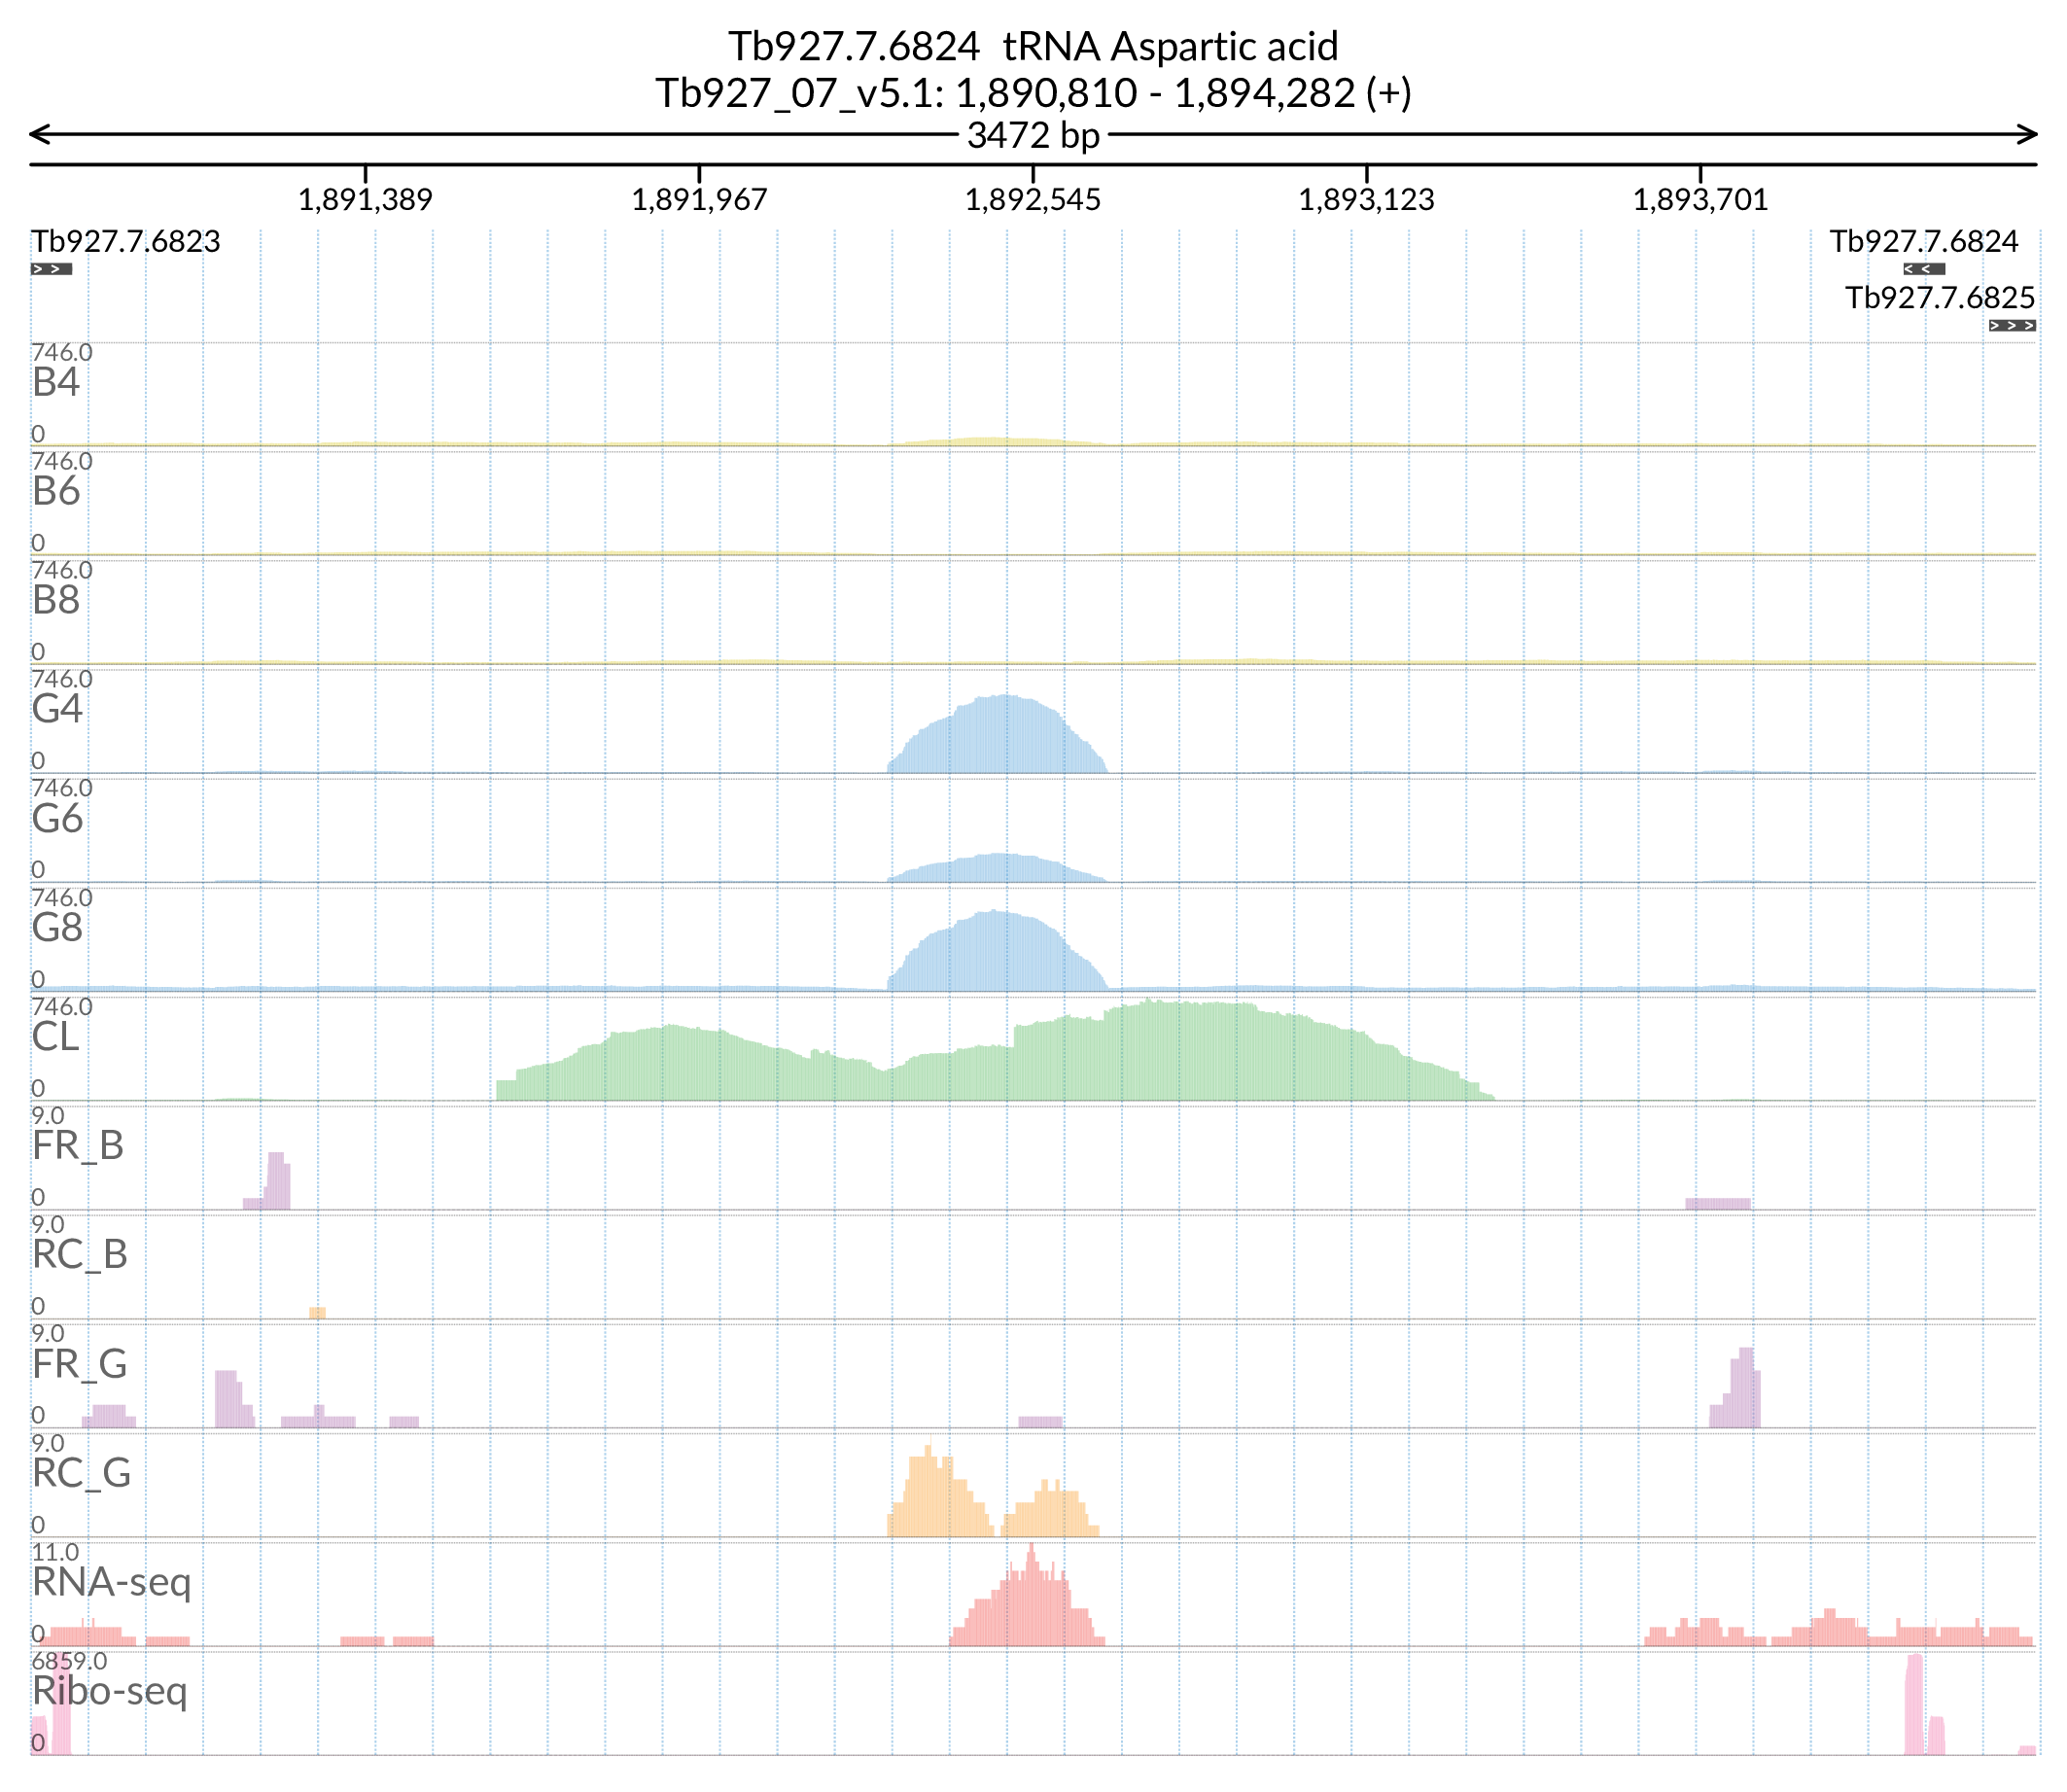 Tb927.7.6824 tRNA Aspartic acid
Tb927_07_v5.1: 1,890,810 - 1,894,282 (+)
3472 bp
1,891,389 1,891,967 1,892,545 1,893,123 1,893,701
Tb927.7.6823 Tb927.7.6824
Tb927.7.6825
746.0
B4
0
746.0
B6
0
746.0
B8
0
746.0
G4
0
746.0
G6
0
746.0
G8
0
746.0
CL
0
9.0
FR_B
0
9.0
RC_B
0
9.0
FR_G
0
9.0
RC_G
0
11.0
RNA-seq
0
6859.0
Ribo-seq
0